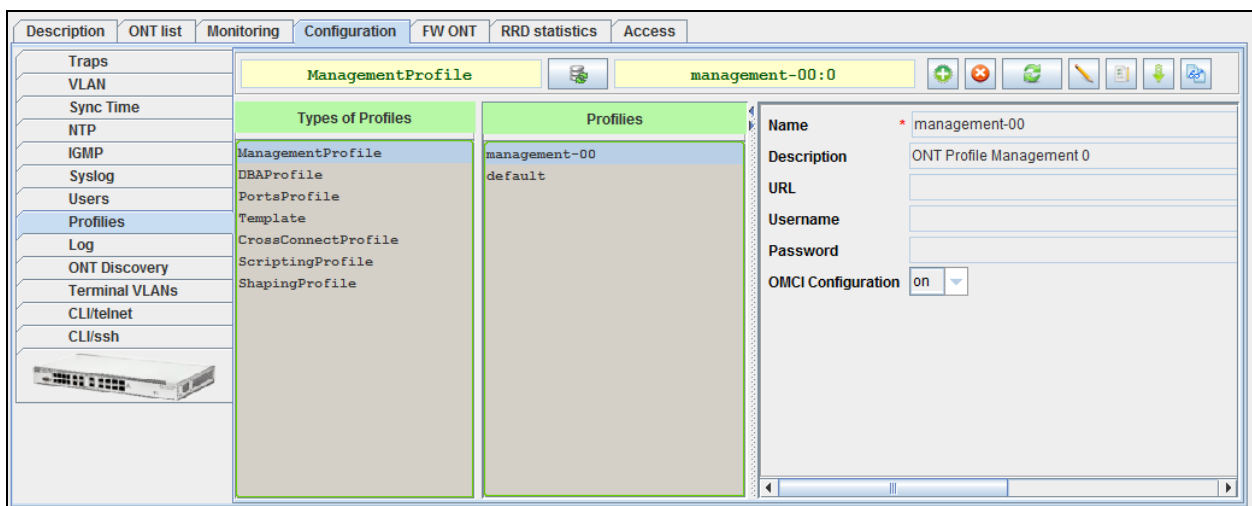 Description ONT list Monitoring Configuration FW ONT RRD statistics Access
Traps
VLAN
Sync Time
NTP
IGMP
Syslog
Users
Profilies
Log
ONT Discovery
Terminal VLANs
CLI/telnet
CLI/ssh
ManagementProfile management-00:0
Types of Profiles
ManagementProfile
DBAProfile
PortsProfile
Template
CrossConnectProfile
ScriptingProfile
ShapingProfile
Profilies
management-00
default
Name * management-00
Description ONT Profile Management 0
URL
Username
Password
OMCI Configuration on